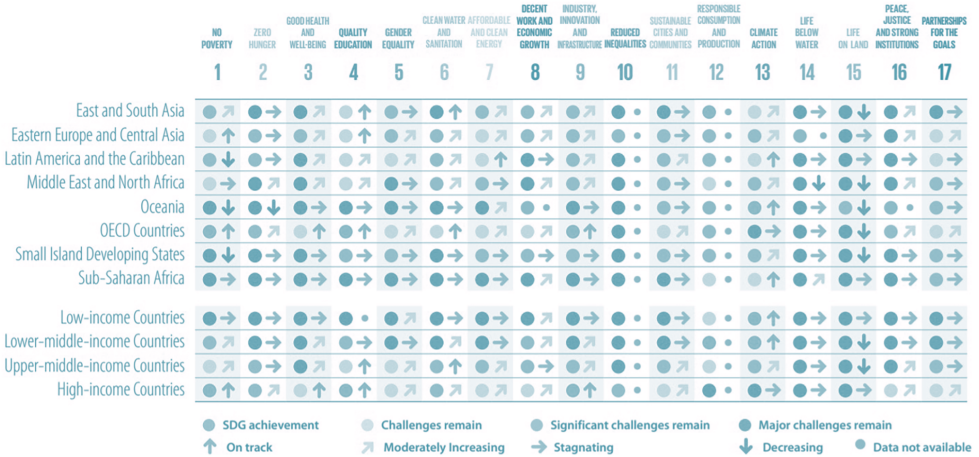 NO POVERTY
ZERO HUNGER
GOOD HEALTH AND WELL-BEING
QUALITY EDUCATION
GENDER EQUALITY
CLEAN WATER AND SANITATION
AFFORDABLE AND CLEAN ENERGY
DECENT WORK AND ECONOMIC GROWTH
INDUSTRY, INNOVATION AND INFRASTRUCTURE
REDUCED INEQUALITIES
SUSTAINABLE CITIES AND COMMUNITIES
RESPONSIBLE CONSUMPTION AND PRODUCTION
CLIMATE ACTION
LIFE BELOW WATER
LIFE ON LAND
PEACE, JUSTICE AND STRONG INSTITUTIONS
PARTNERSHIPS FOR THE GOALS
1 2 3 4 5 6 7 8 9 10 11 12 13 14 15 16 17
East and South Asia
Eastern Europe and Central Asia
Latin America and the Caribbean
Middle East and North Africa
Oceania
OECD Countries
Small Island Developing States
Sub-Saharan Africa
Low-income Countries
Lower-middle-income Countries
Upper-middle-income Countries
High-income Countries
SDG achievement Challenges remain Significant challenges remain Major challenges remain
On track Moderately Increasing Stagnating Decreasing Data not available